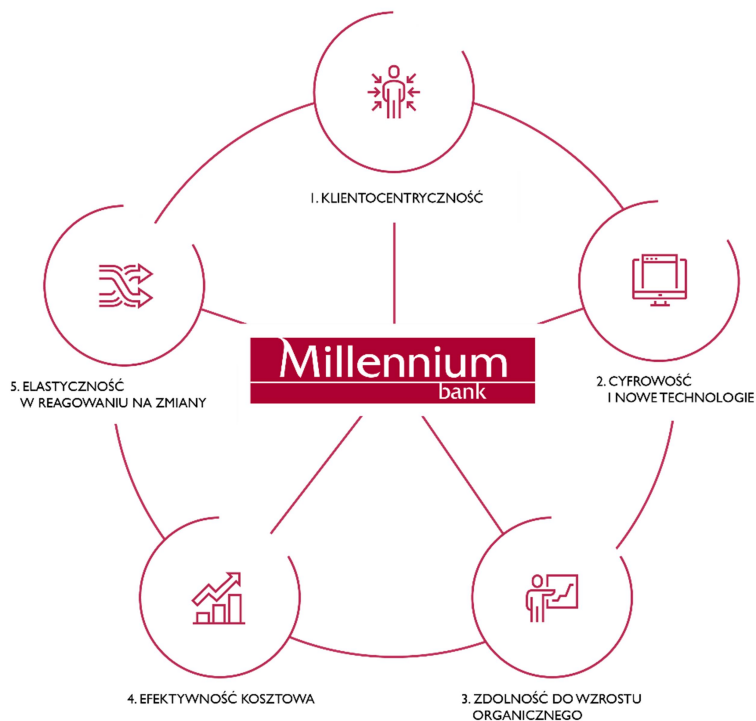 1. KLIENTOCENTRYCZNOŚĆ
Millennium
bank
2. CYFROWOŚĆ
I NOWE TECHNOLOGIE
3. ZDOLNOŚĆ DO WZROSTU
ORGANICZNEGO
4. EFEKTYWNOŚĆ KOSZTOWA
5. ELASTYCZNOŚĆ
W REAGOWANIU NA ZMIANY